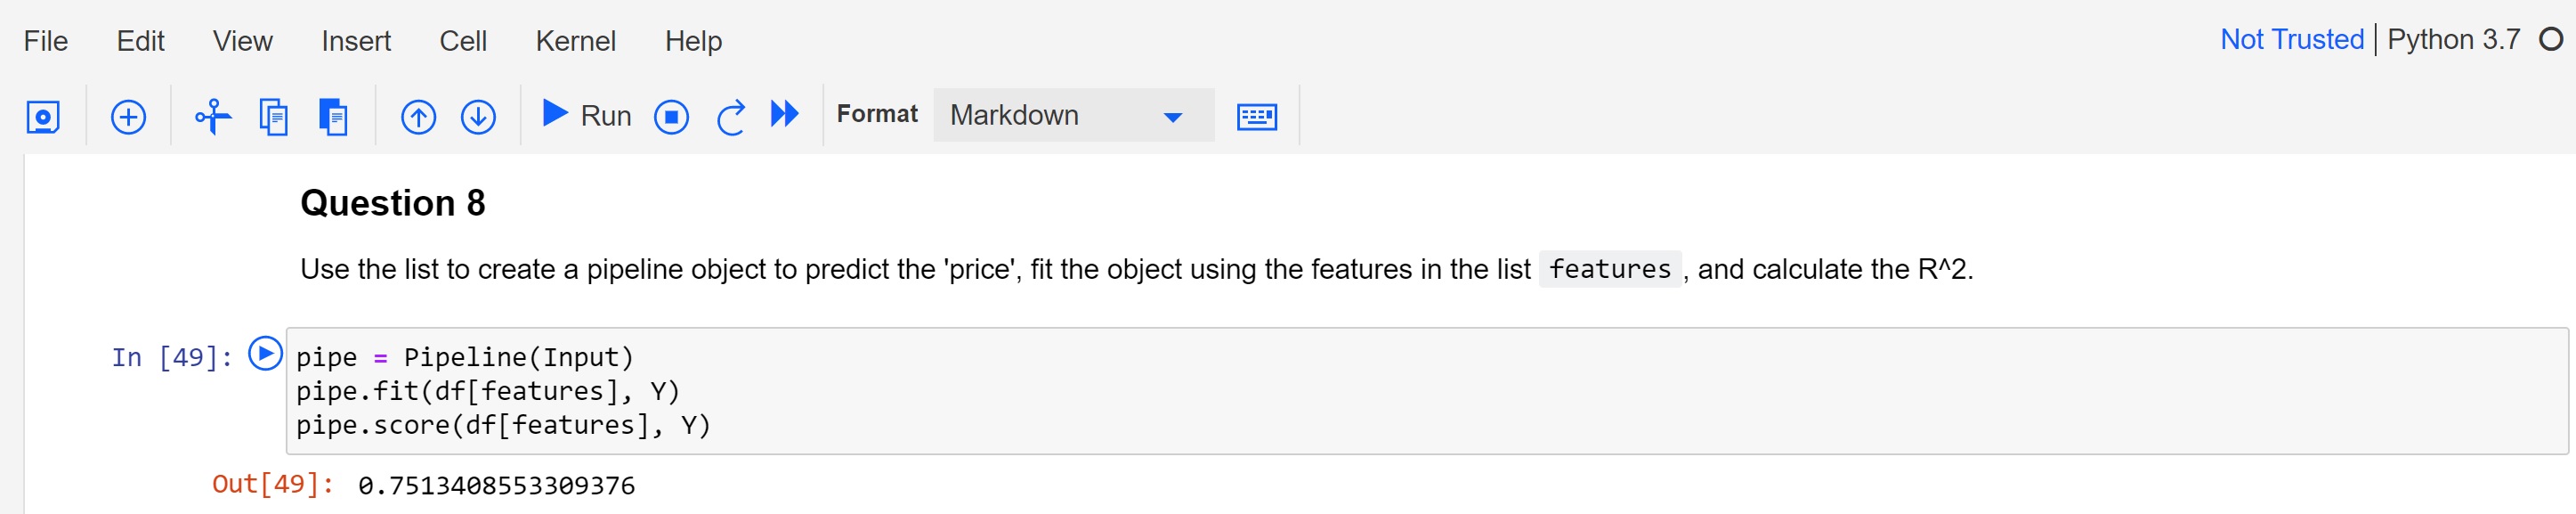 File Edit View Insert Cell Kernel Help Not Trusted | Python 3.7
Run Format Markdown
Question 8
Use the list to create a pipeline object to predict the 'price', fit the object using the features in the list features, and calculate the R^2.
In [49]: pipe = Pipeline(Input)
pipe.fit(df[features], Y)
pipe.score(df[features], Y)
Out[49]: 0.7513408553309376